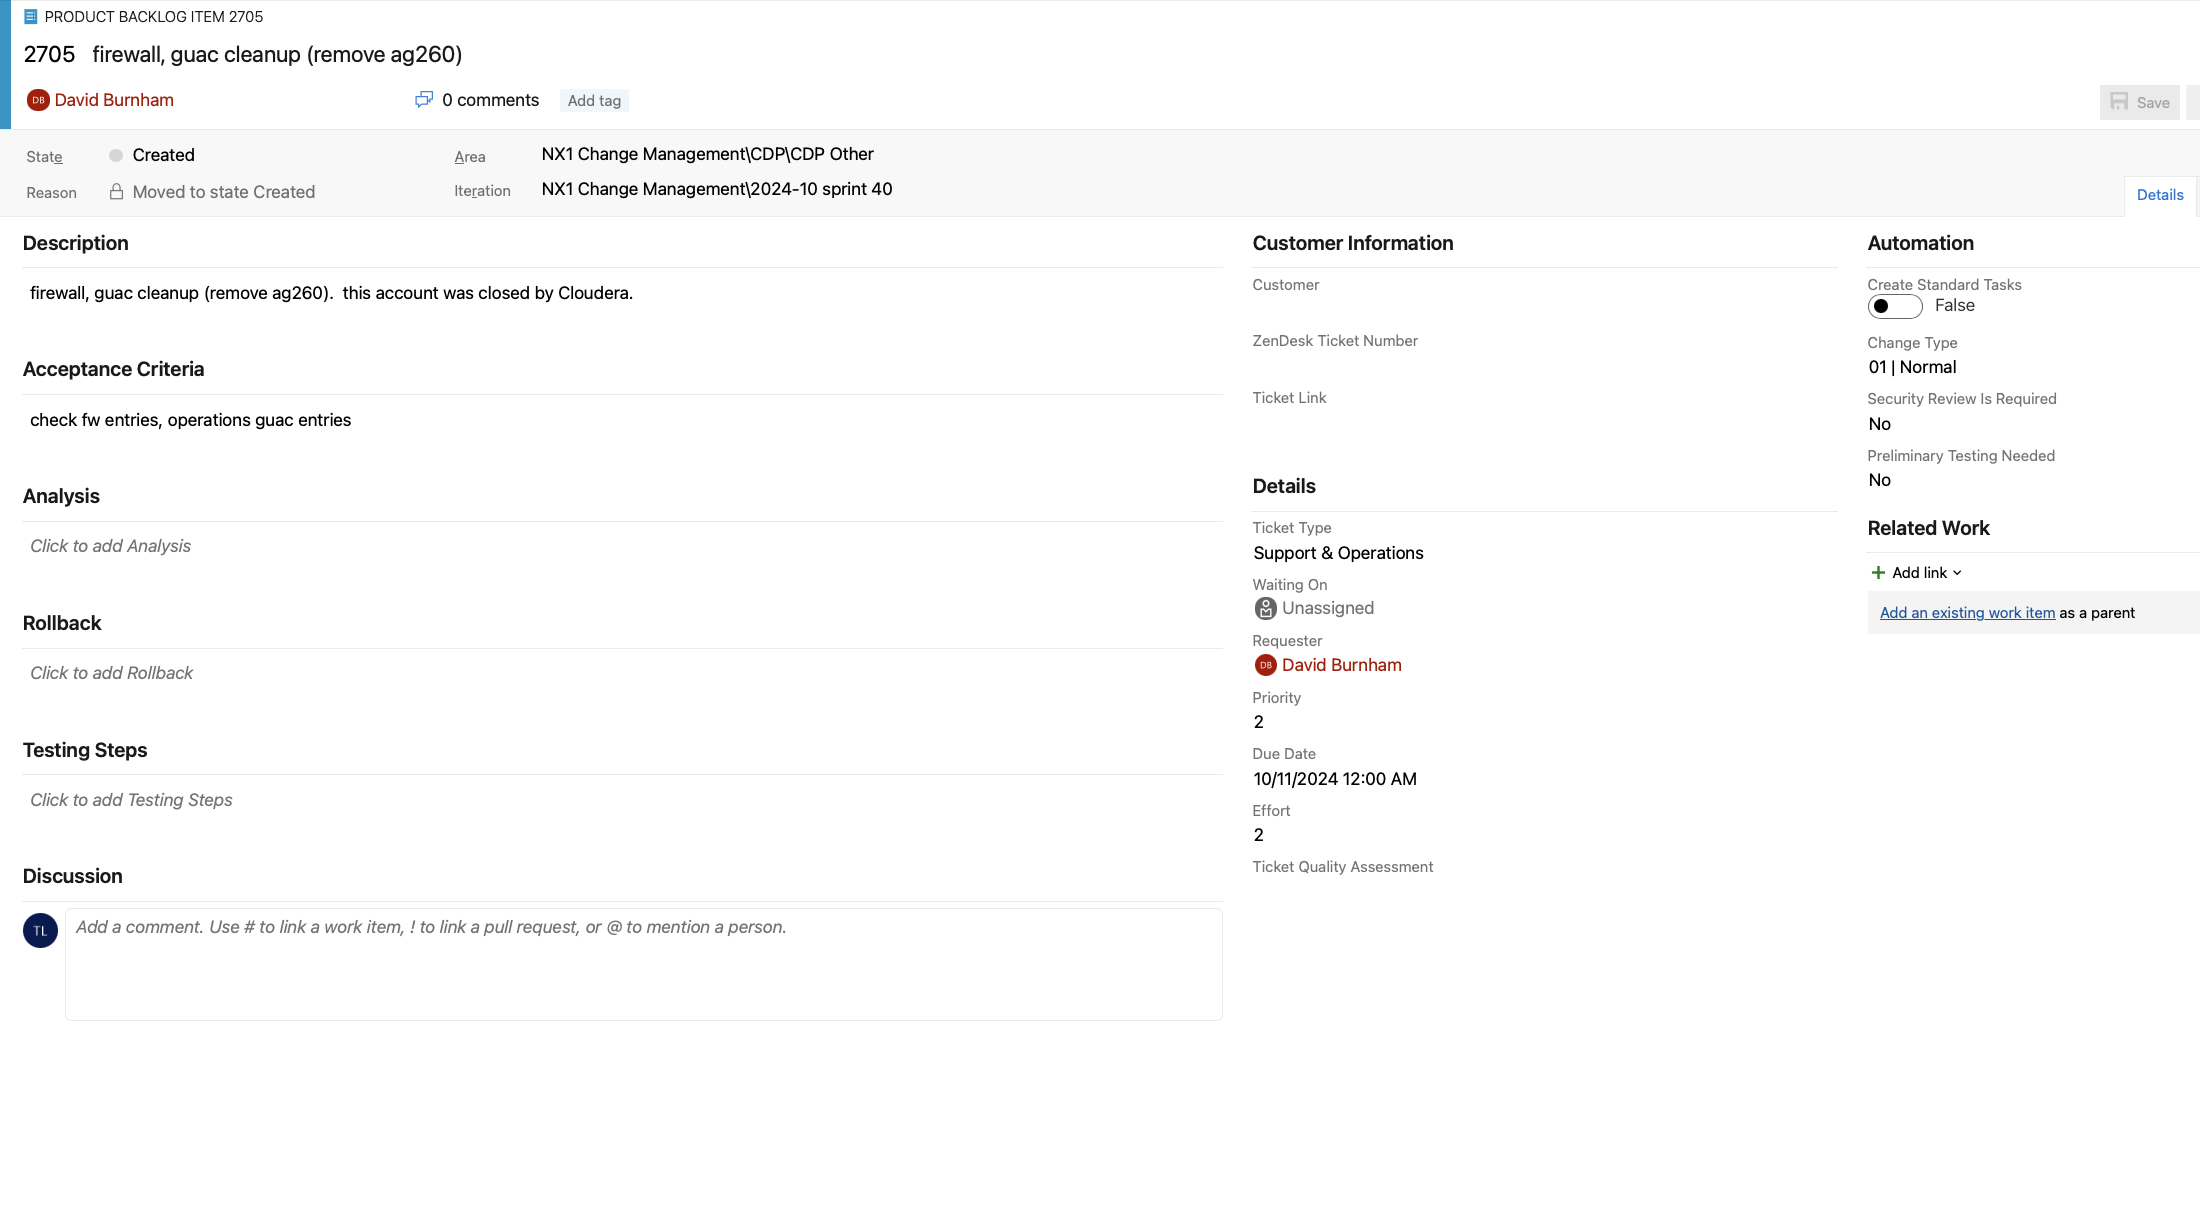 PRODUCT BACKLOG ITEM 2705
2705 firewall, guac cleanup (remove ag260)
DB David Burnham
0 comments
Add tag
Save
State
Created
Area
NX1 Change Management\CDP\CDP Other
Reason
Moved to state Created
Iteration
NX1 Change Management\2024-10 sprint 40
Details
Description
firewall, guac cleanup (remove ag260).  this account was closed by Cloudera.
Acceptance Criteria
check fw entries, operations guac entries
Analysis
Click to add Analysis
Rollback
Click to add Rollback
Testing Steps
Click to add Testing Steps
Discussion
TL
Add a comment. Use # to link a work item, ! to link a pull request, or @ to mention a person.
Customer Information
Customer
ZenDesk Ticket Number
Ticket Link
Details
Ticket Type
Support & Operations
Waiting On
Unassigned
Requester
DB David Burnham
Priority
2
Due Date
10/11/2024 12:00 AM
Effort
2
Ticket Quality Assessment
Automation
Create Standard Tasks
False
Change Type
01 | Normal
Security Review Is Required
No
Preliminary Testing Needed
No
Related Work
Add link
Add an existing work item as a parent